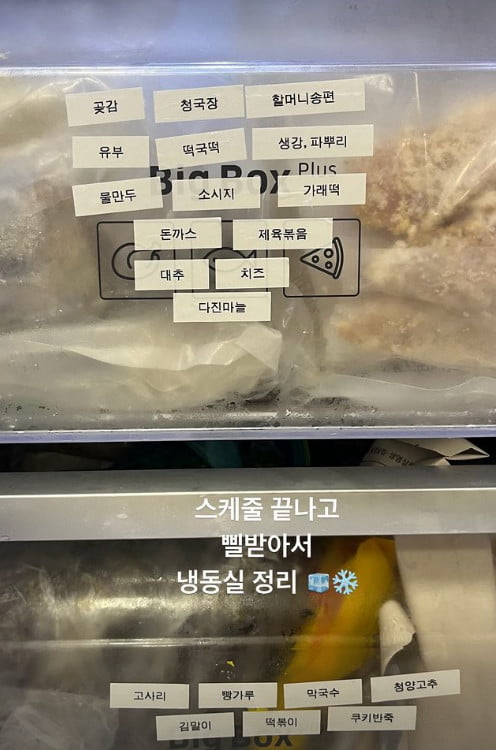 곶감 청국장 할머니송편
유부 떡국떡 생강, 파뿌리
Big Box Plus
물만두 소시지 가래떡
돈까스 제육볶음
대추 치즈
다진마늘
스케줄 끝나고
삘받아서
냉동실 정리 🧊❄️
고사리 빵가루 막국수 청양고추
김말이 떡볶이 쿠키반죽
Big Box